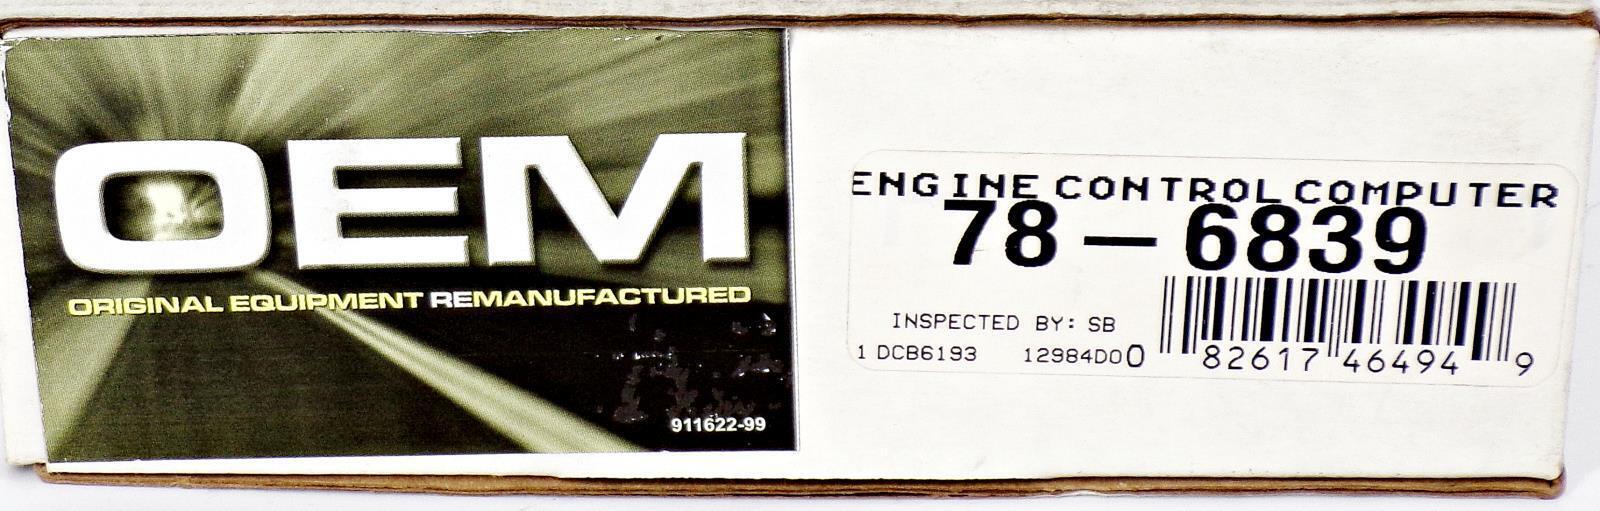 OEM
ORIGINAL EQUIPMENT REMANUFACTURED
911622-99
ENGINE CONTROL COMPUTER
78-6839
INSPECTED BY: SB
1 DCB6193 12984D00
0 82617 46494 9